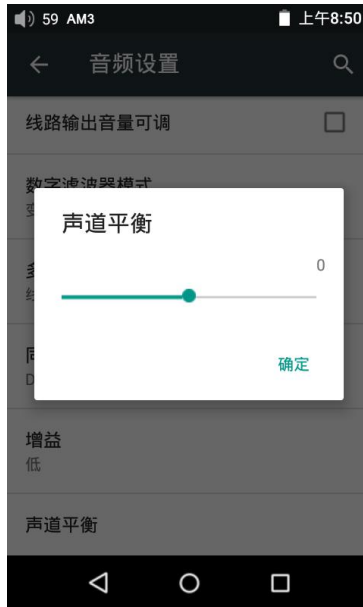 59 AM3
上午8:50
音频设置
线路输出音量可调
数字滤波器模式
声道平衡
0
确定
增益
低
声道平衡